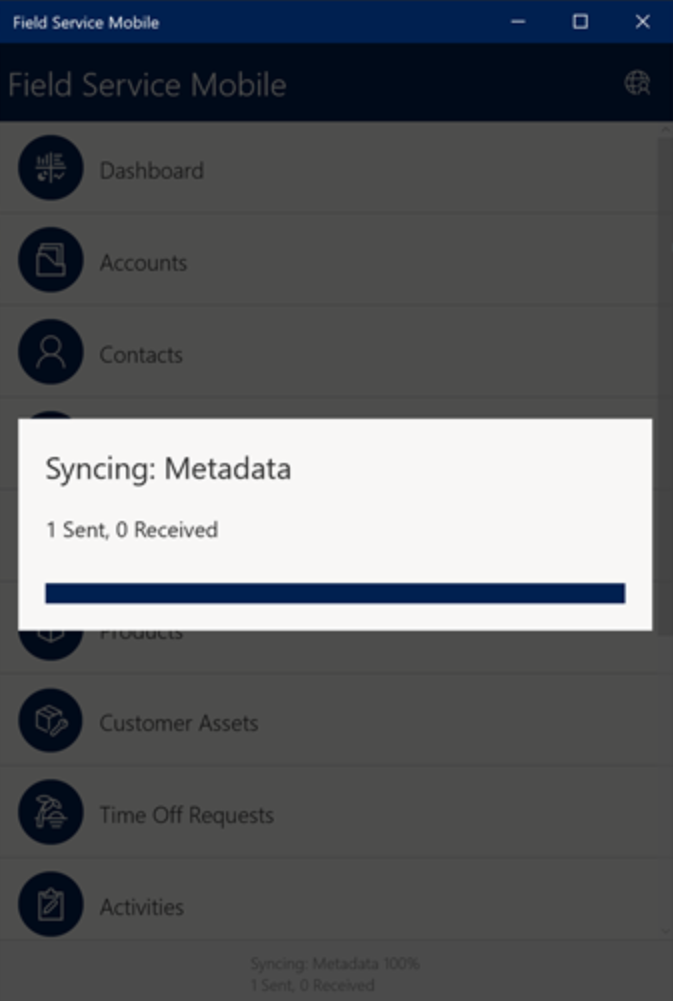 Field Service Mobile
Field Service Mobile
Dashboard
Accounts
Contacts
Syncing: Metadata
1 Sent, 0 Received
Products
Customer Assets
Time Off Requests
Activities
Syncing: Metadata 100%
1 Sent, 0 Received